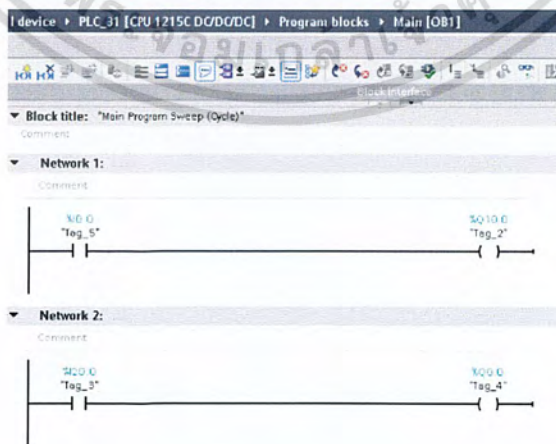 l device ▸ PLC_31 [CPU 1215C DC/DC/DC] ▸ Program blocks ▸ Main [OB1]
Block interface
Block title: "Main Program Sweep (Cycle)"
Comment
Network 1:
Comment
%I0.0 %Q10.0
"Tag_5" "Tag_2"
Network 2:
Comment
%I20.0 %Q0.0
"Tag_3" "Tag_4"